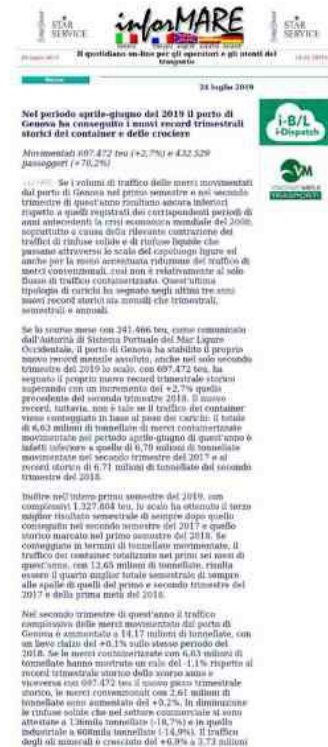 STAR
SERVICE
inforMARE
STAR
SERVICE
Il quotidiano on-line per gli operatori e gli utenti del
trasporto
24 luglio 2019
Nel periodo aprile-giugno del 2019 il porto di
Genova ha conseguito i nuovi record trimestrali
storici dei container e delle crociere
i-B/L
i-Dispatch
Movimentati 697.472 teu (+2,7%) e 432.529
passeggeri (+70,2%)
TRASPORTI
Se i volumi di traffico delle merci movimentati
dal porto di Genova nel primo semestre e nel secondo
trimestre di quest'anno risultano ancora inferiori
rispetto a quelli registrati dei corrispondenti periodi di
anni antecedenti la crisi economica mondiale del 2008,
soprattutto a causa della rilevante contrazione dei
traffici di rinfuse solide e di rinfuse liquide che
passano attraverso lo scalo del capoluogo ligure ed
anche per la meno accentuata riduzione del traffico di
merci convenzionali, così non è relativamente al solo
flusso di traffico containerizzato. Quest'ultima
tipologia di carichi ha segnato negli ultimi tre anni
nuovi record storici sia mensili che trimestrali,
semestrali e annuali.
Se lo scorso mese con 241.466 teu, come comunicato
dall'Autorità di Sistema Portuale del Mar Ligure
Occidentale, il porto di Genova ha stabilito il proprio
nuovo record mensile assoluto, anche nel solo secondo
trimestre del 2019 lo scalo, con 697.472 teu, ha
segnato il proprio nuovo record trimestrale storico
superando con un incremento del +2,7% quello
precedente del secondo trimestre 2018. Il nuovo
record, tuttavia, non è tale se il traffico dei container
viene conteggiato in base al peso dei carichi: il totale
di 6,63 milioni di tonnellate di merci containerizzate
movimentate nel periodo aprile-giugno di quest'anno è
infatti inferiore a quello di 6,70 milioni di tonnellate
movimentate nel secondo trimestre del 2017 e al
record storico di 6,71 milioni di tonnellate del secondo
trimestre del 2018.
Inoltre nell'intero primo semestre del 2019, con
complessivi 1.327.804 teu, lo scalo ha ottenuto il terzo
miglior risultato semestrale di sempre dopo quello
conseguito nel secondo semestre del 2017 e quello
storico marcato nel primo semestre del 2018. Se
conteggiato in termini di tonnellate movimentate, il
traffico dei container totalizzato nei primi sei mesi di
quest'anno, con 12,65 milioni di tonnellate, risulta
essere il quarto miglior totale semestrale di sempre
alle spalle di quelli del primo e secondo trimestre del
2017 e della prima metà del 2018.
Nel secondo trimestre di quest'anno il traffico
complessivo delle merci movimentato dal porto di
Genova è ammontato a 14,17 milioni di tonnellate, con
un lieve rialzo del +0,1% sullo stesso periodo del
2018. Se le merci containerizzate con 6,63 milioni di
tonnellate hanno mostrato un calo del -1,1% rispetto al
record trimestrale storico dello scorso anno e
viceversa con 697.472 teu il nuovo picco trimestrale
storico, le merci convenzionali con 2,61 milioni di
tonnellate sono aumentate del +0,2%. In diminuzione
le rinfuse solide che nel settore commerciale si sono
attestate a 136mila tonnellate (-18,7%) e in quello
industriale a 608mila tonnellate (-14,9%). Il traffico
degli oli minerali è cresciuto del +6,9% a 3,73 milioni